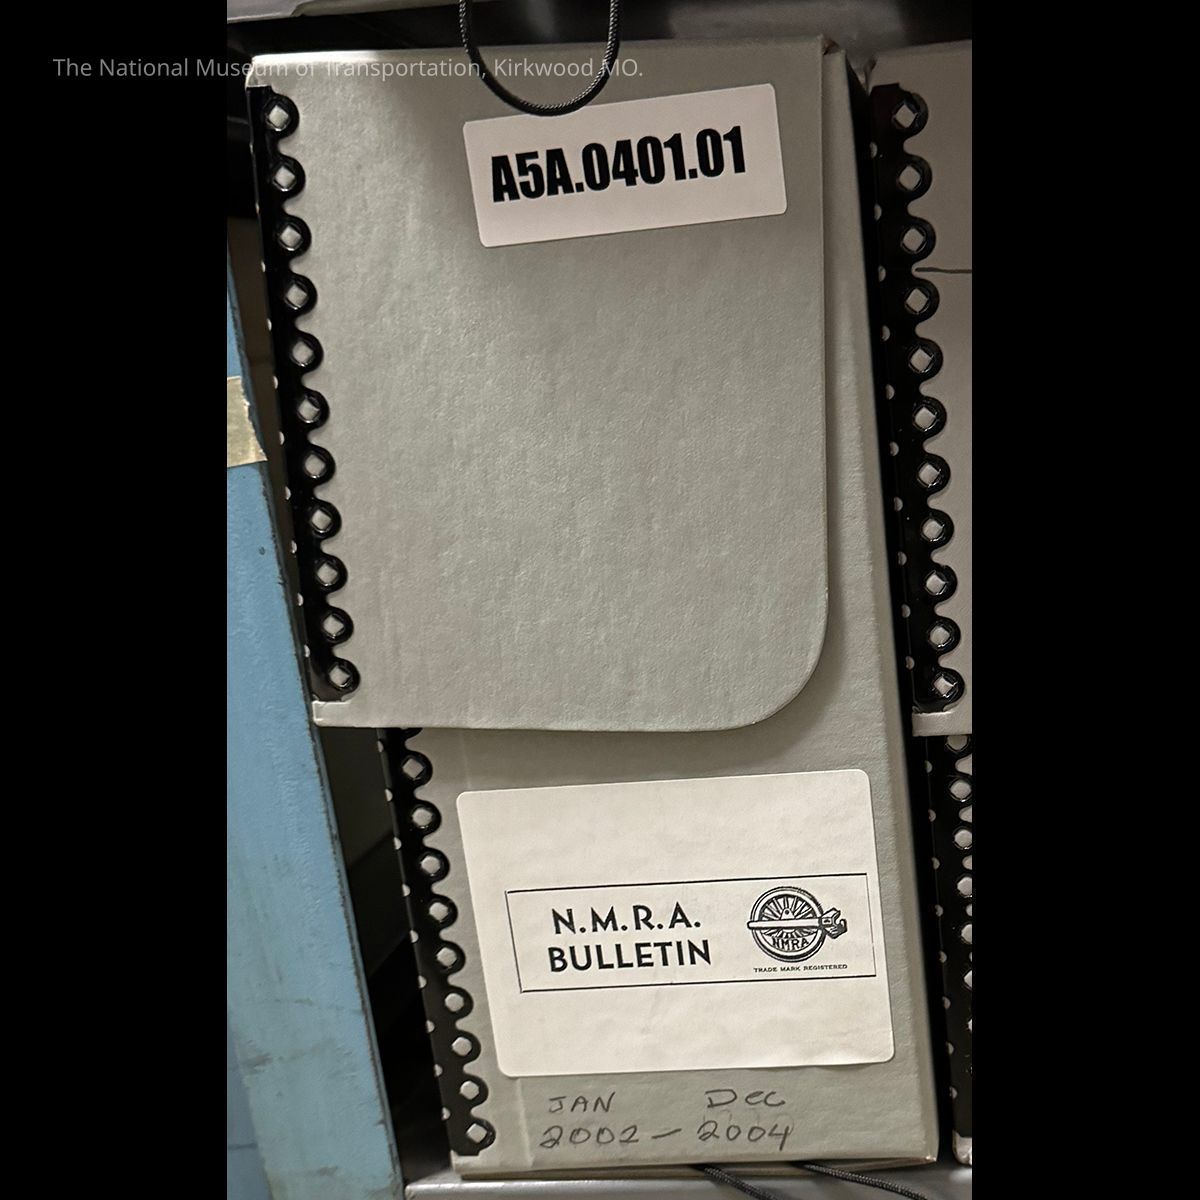 The National Museum of Transportation, Kirkwood MO.
A5A.0401.01
N.M.R.A.
BULLETIN
NMRA
TRADE MARK REGISTERED
JAN Dec
2002 – 2004